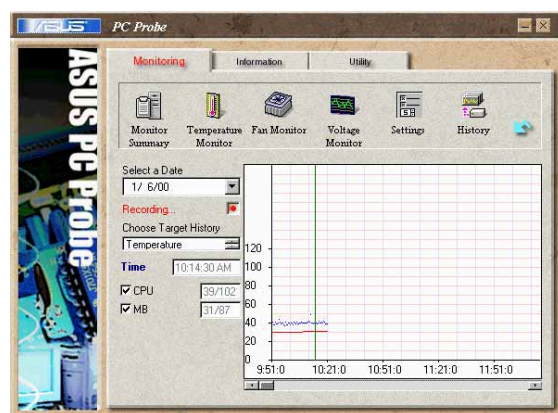 ASUS PC Probe
ASUS PC Probe
Monitoring
Information
Utility
Monitor Summary
Temperature Monitor
Fan Monitor
Voltage Monitor
Settings
History
Select a Date
1/ 6/00
Recording...
Choose Target History
Temperature
Time 10:14:30 AM
CPU 39/102
MB 31/87
120
100
80
60
40
20
0
9:51:0 10:21:0 10:51:0 11:21:0 11:51:0